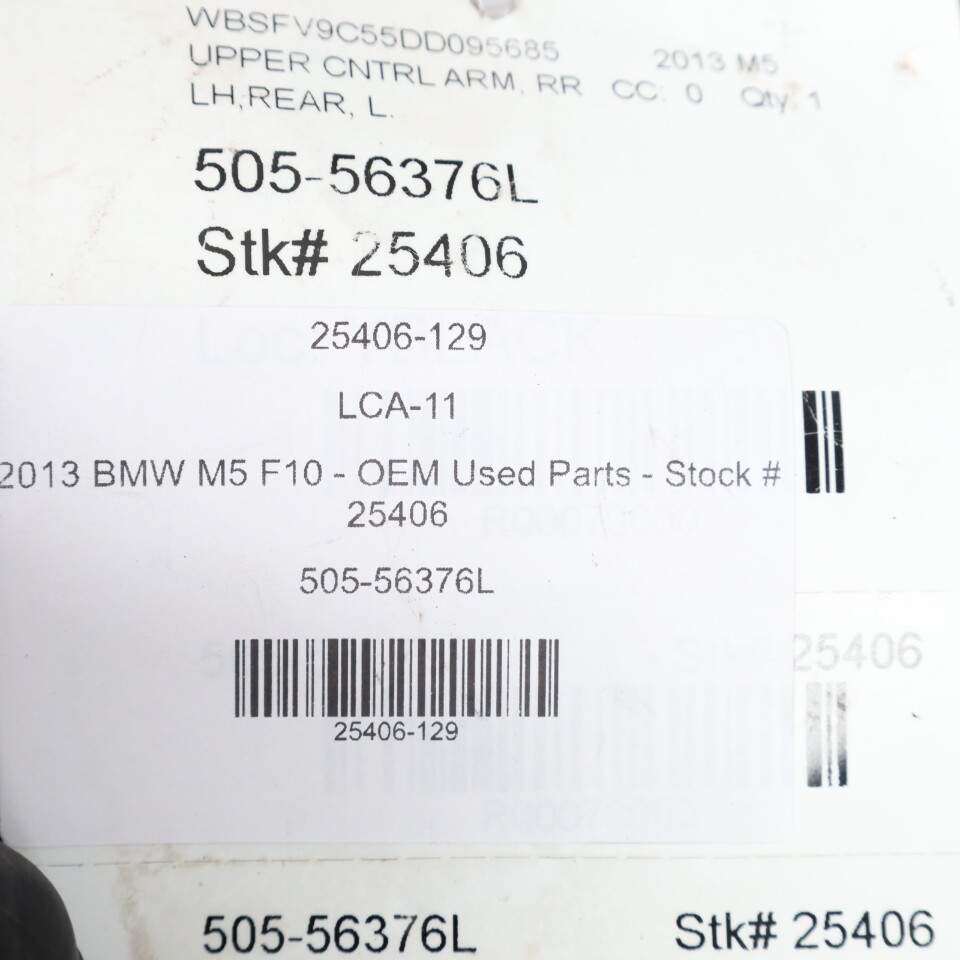 WBSFV9C55DD095685 2013 M5
UPPER CNTRL ARM, RR CC: 0 Qty: 1
LH,REAR, L.
505-56376L
Stk# 25406
25406-129
LCA-11
2013 BMW M5 F10 - OEM Used Parts - Stock #
25406
R00073000
505-56376L
Stk# 25406
25406-129
R00073000
505-56376L Stk# 25406